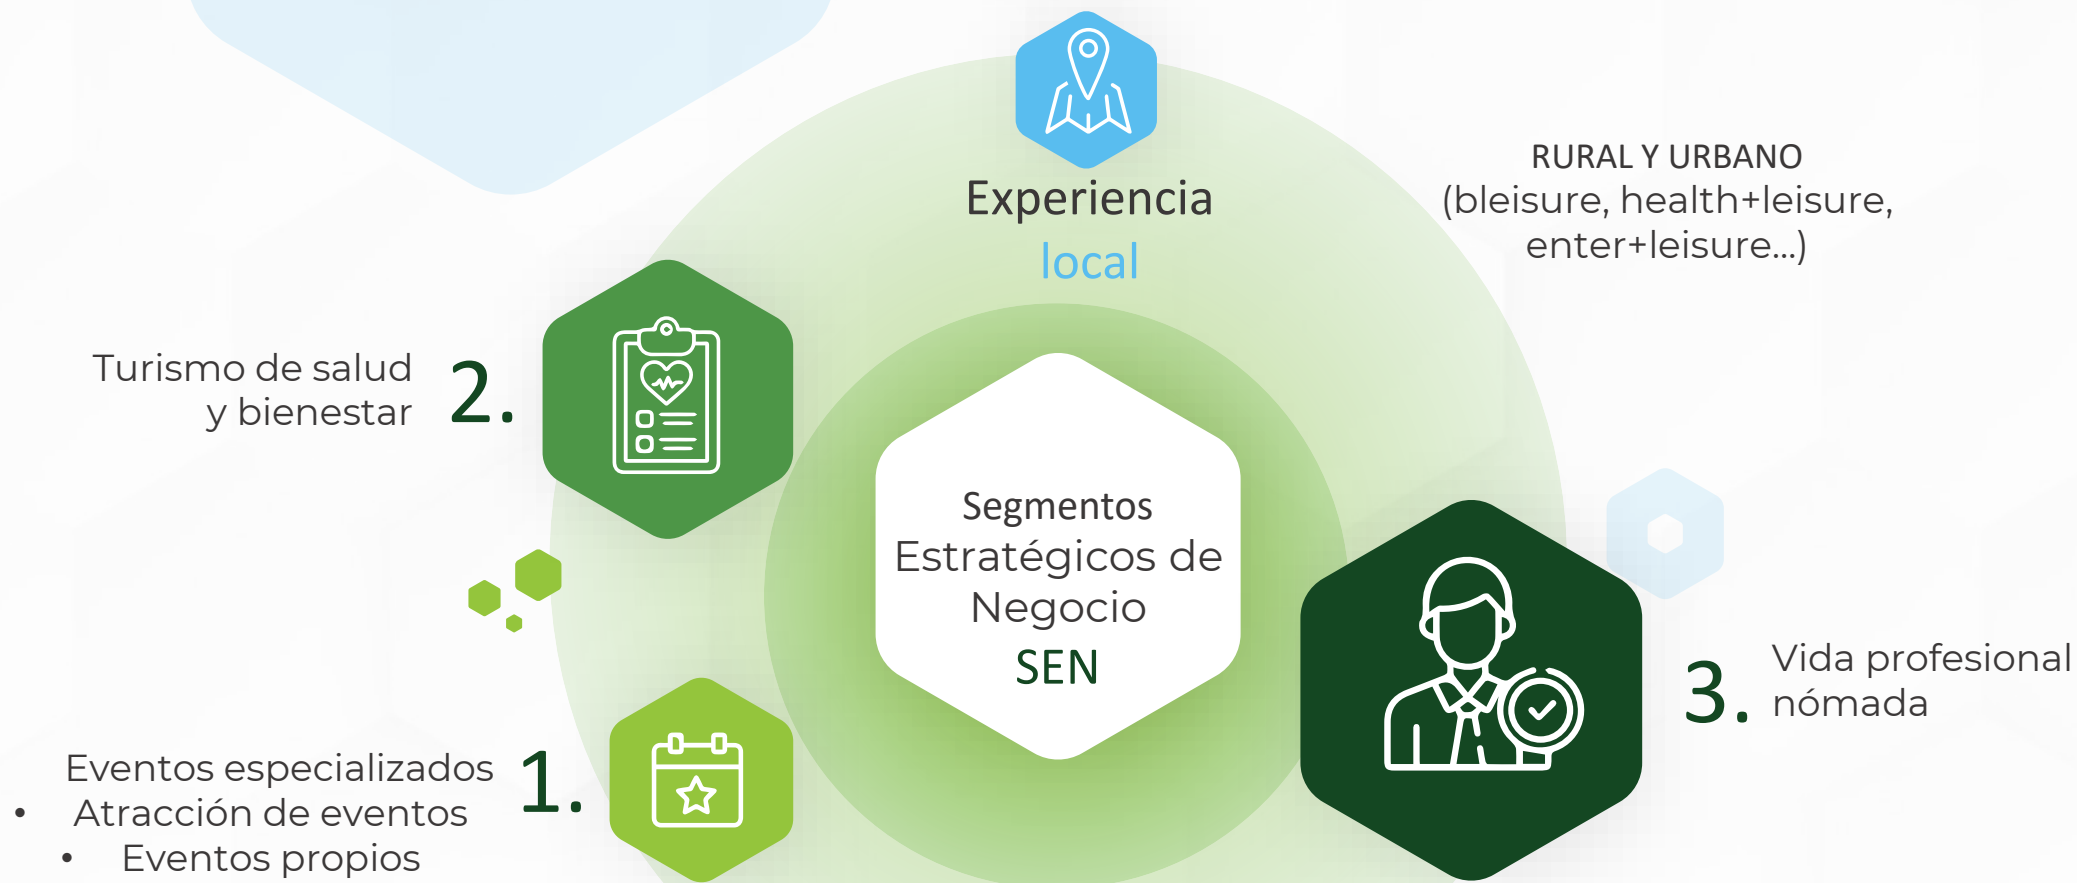 Experiencia
local
RURAL Y URBANO
(bleisure, health+leisure,
enter+leisure...)
Turismo de salud
y bienestar
2.
Segmentos
Estratégicos de
Negocio
SEN
3.
Vida profesional
nómada
Eventos especializados
• Atracción de eventos
• Eventos propios
1.